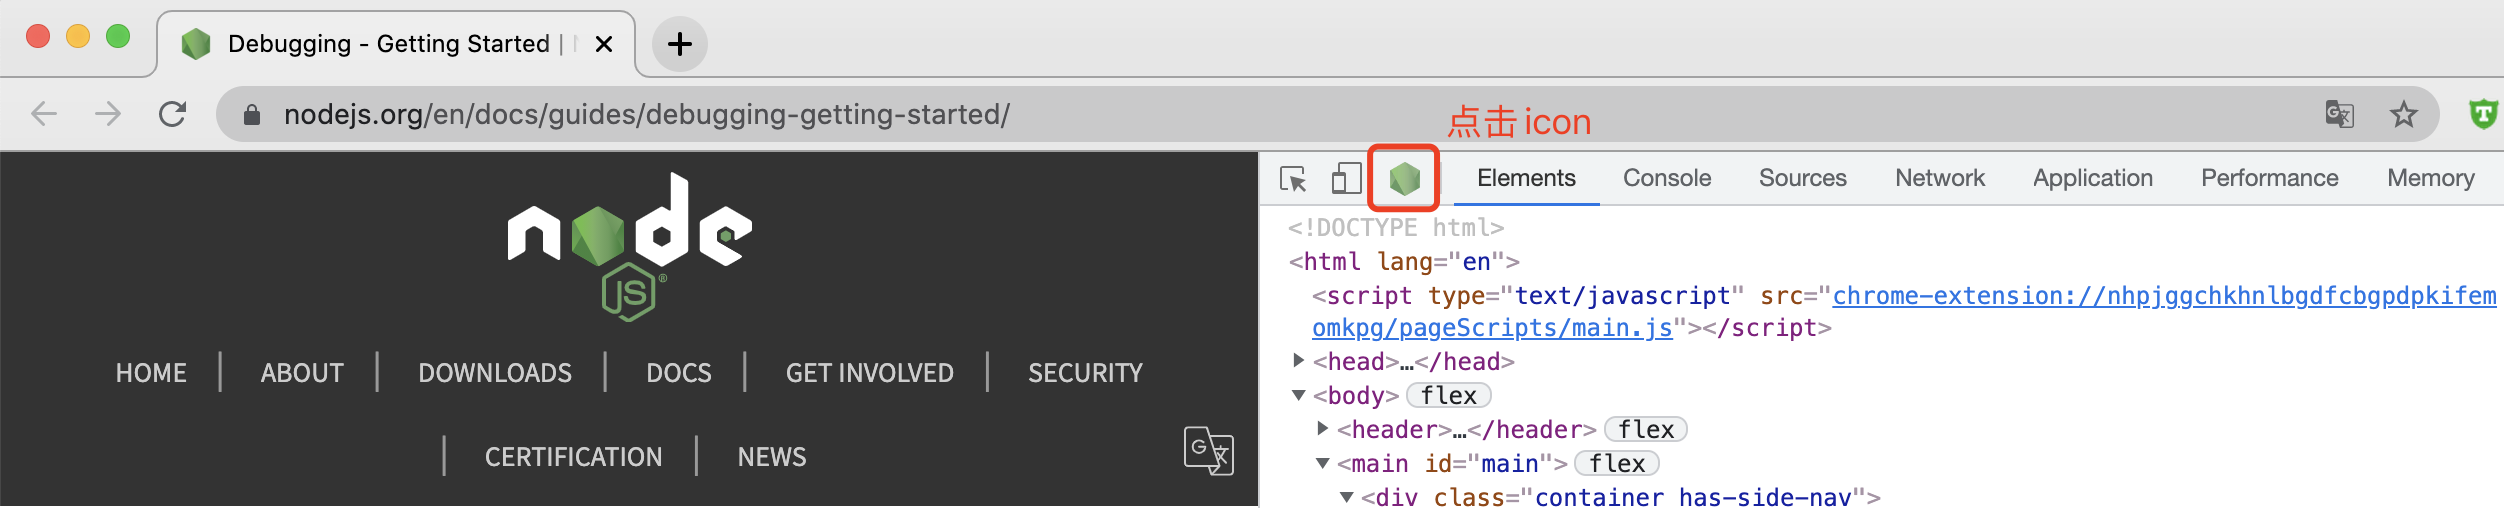 Debugging - Getting Started |
nodejs.org/en/docs/guides/debugging-getting-started/
点击 icon
node
JS®
HOME | ABOUT | DOWNLOADS | DOCS | GET INVOLVED | SECURITY
| CERTIFICATION | NEWS
Elements Console Sources Network Application Performance Memory
<!DOCTYPE html>
<html lang="en">
<script type="text/javascript" src="chrome-extension://nhpjggchkhnlbgdfcbgpdpkifem
omkpg/pageScripts/main.js"></script>
<head>…</head>
<body> flex
<header>…</header> flex
<main id="main"> flex
<div class="container has-side-nav">